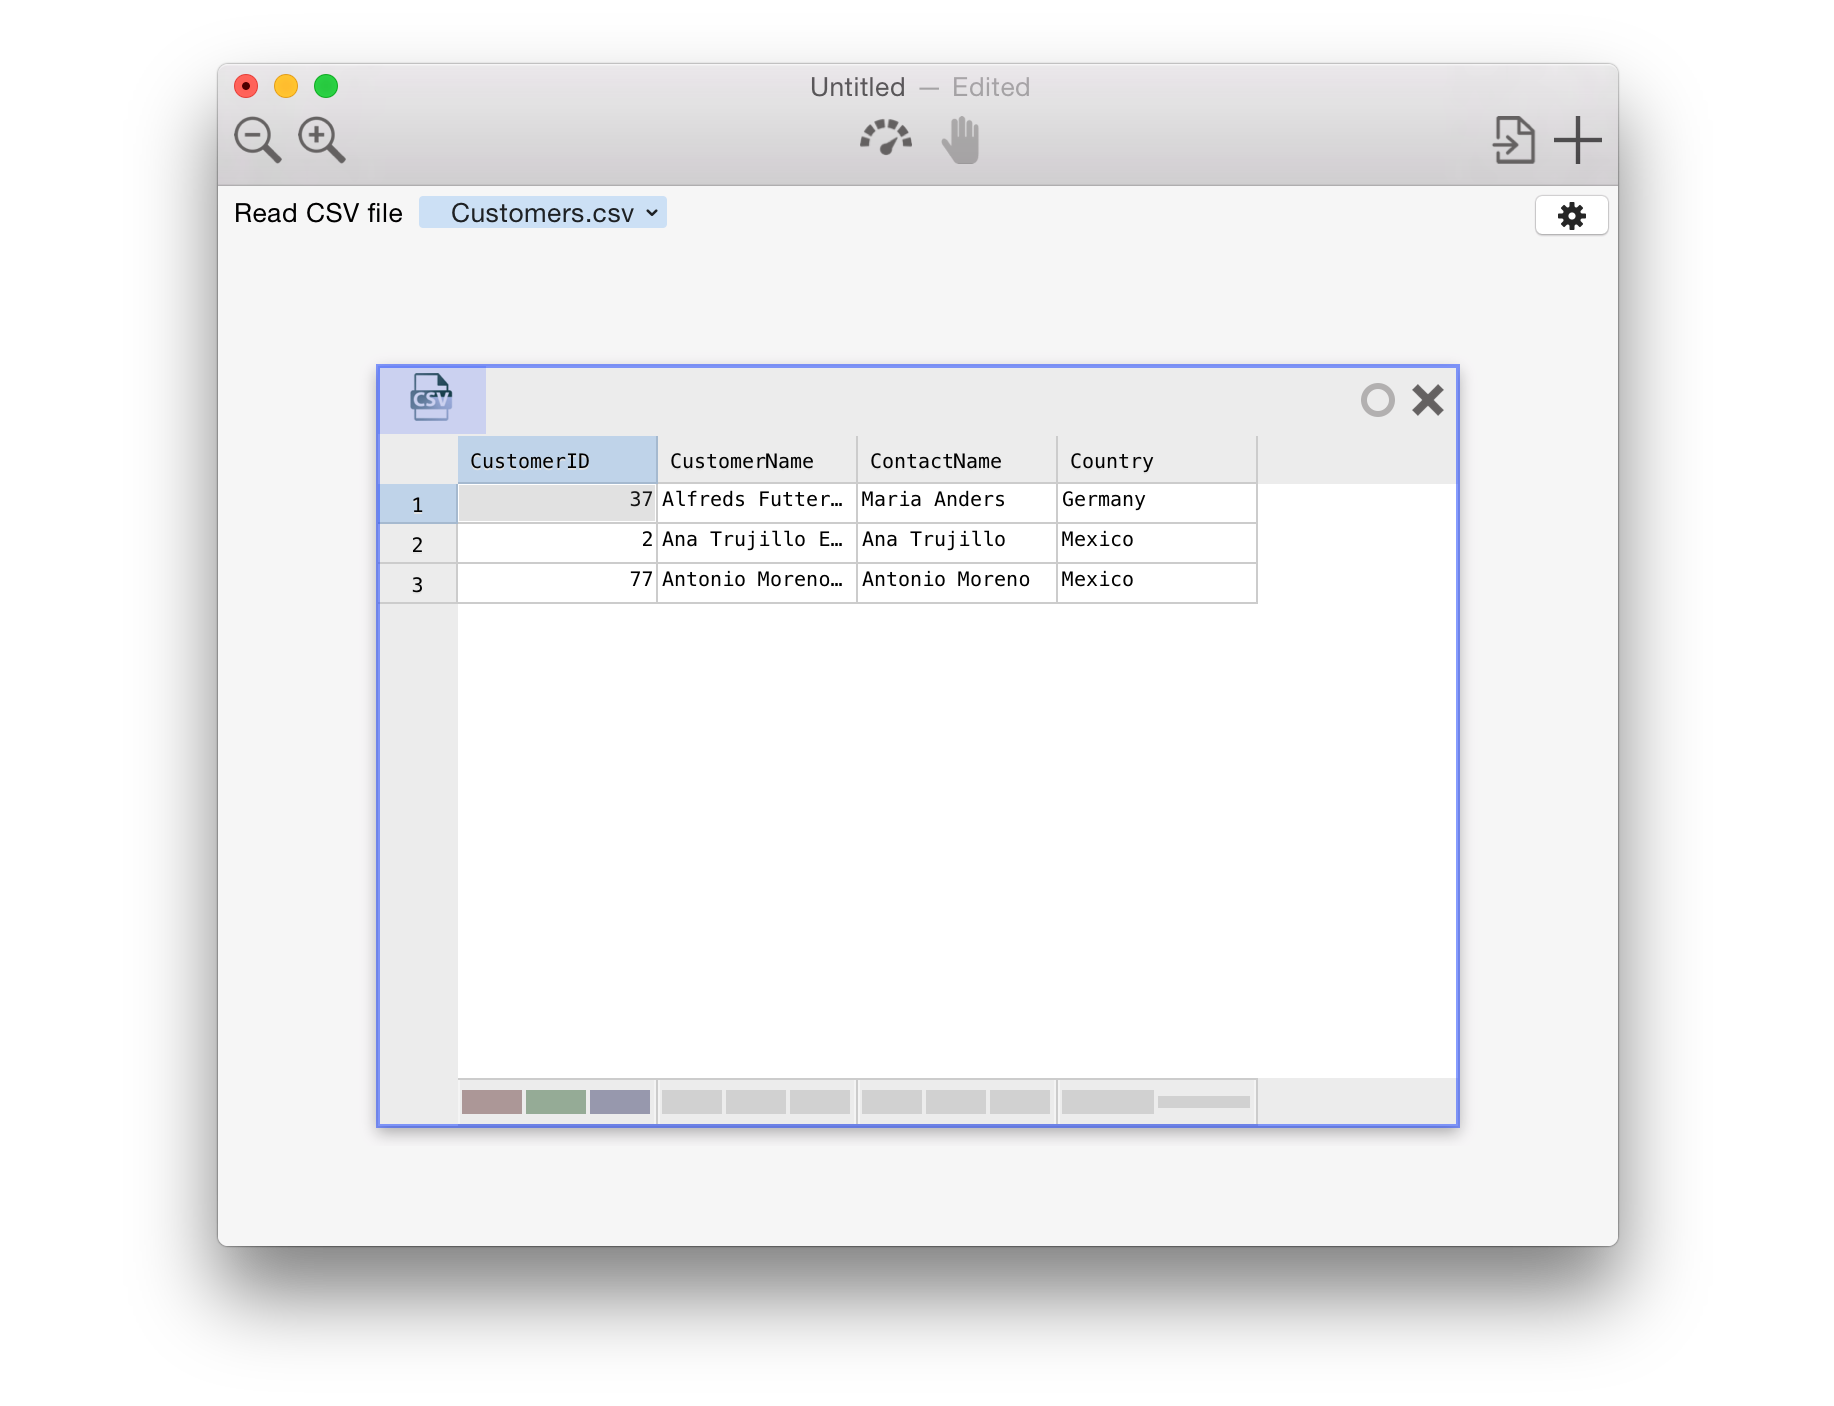 Untitled — Edited
Read CSV file Customers.csv
CSV
CustomerID CustomerName ContactName Country
1 37 Alfreds Futter… Maria Anders Germany
2 2 Ana Trujillo E… Ana Trujillo Mexico
3 77 Antonio Moreno… Antonio Moreno Mexico